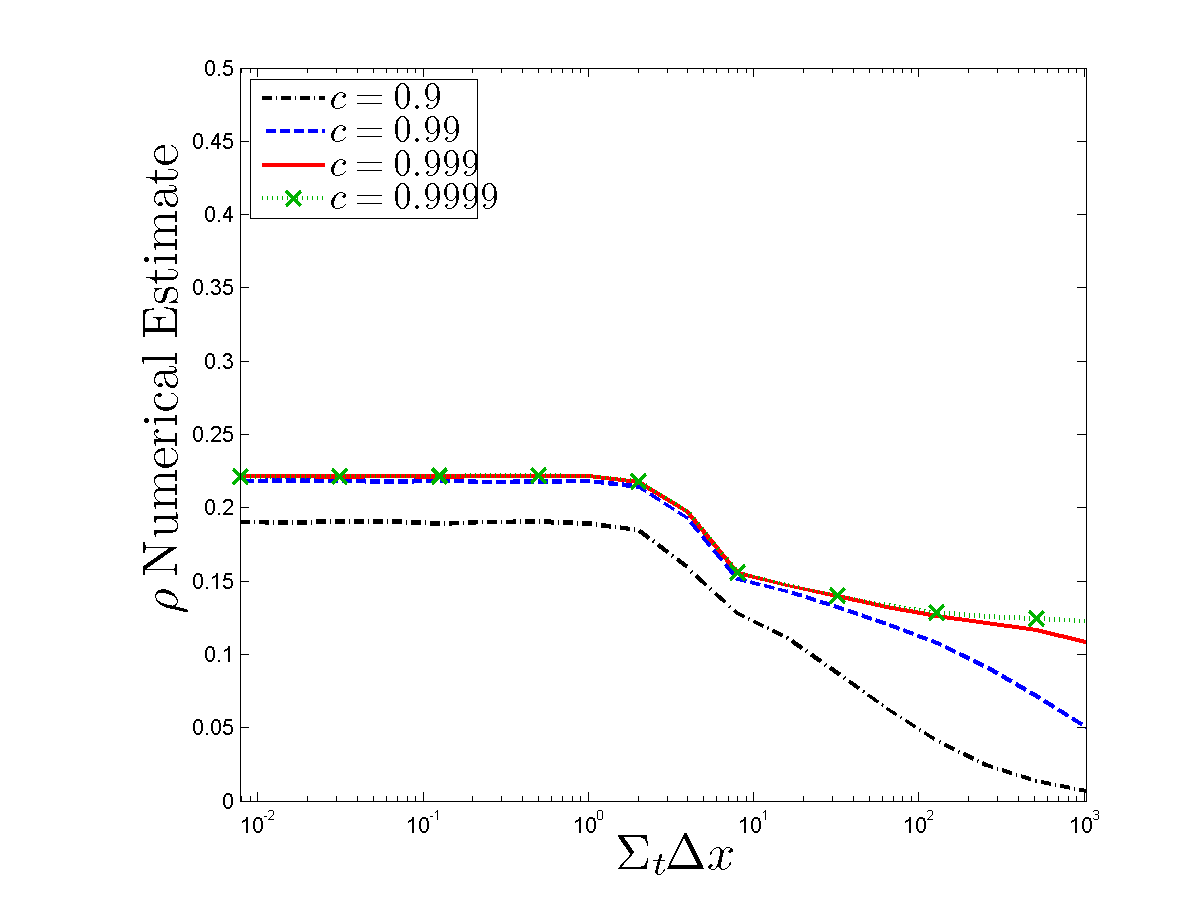 c = 0.9
c = 0.99
c = 0.999
c = 0.9999
ρ Numerical Estimate
0.5
0.45
0.4
0.35
0.3
0.25
0.2
0.15
0.1
0.05
0
10^-2 10^-1 10^0 10^1 10^2 10^3
Σ_tΔx